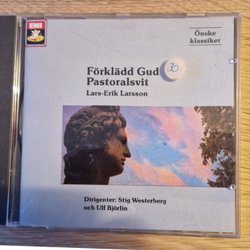 EMI
Önske
klassiker
Förklädd Gud
Pastoralsvit
Lars-Erik Larsson
Dirigenter: Stig Westerberg
och Ulf Björlin